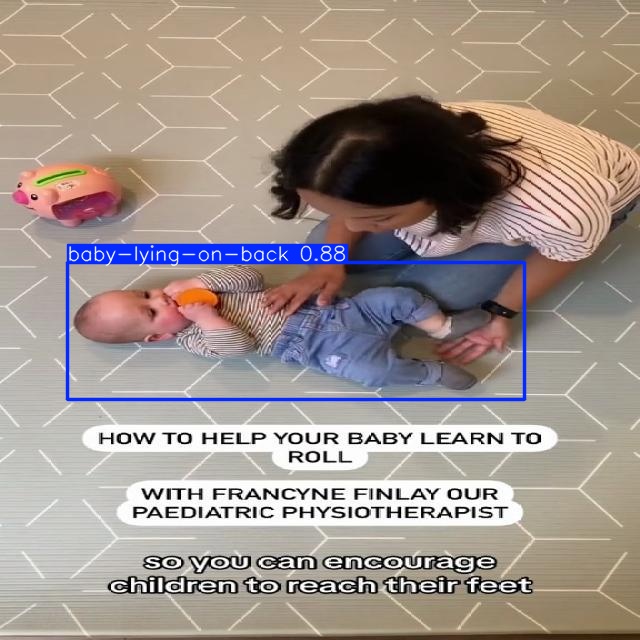 baby-lying-on-back 0.88
HOW TO HELP YOUR BABY LEARN TO
ROLL
WITH FRANCYNE FINLAY OUR
PAEDIATRIC PHYSIOTHERAPIST
so you can encourage
children to reach their feet